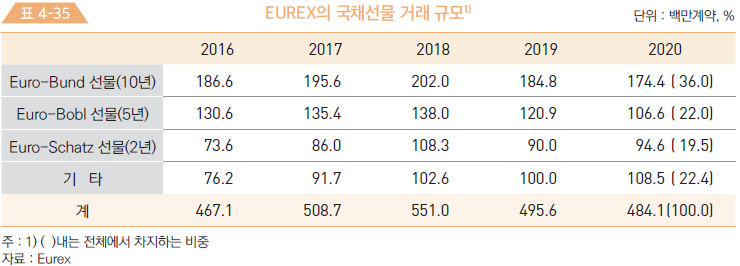 표 4-35 EUREX의 국채선물 거래 규모1) 단위 : 백만계약, %
2016 2017 2018 2019 2020
Euro-Bund 선물(10년) 186.6 195.6 202.0 184.8 174.4 ( 36.0)
Euro-Bobl 선물(5년) 130.6 135.4 138.0 120.9 106.6 (22.0)
Euro-Schatz 선물(2년) 73.6 86.0 108.3 90.0 94.6 ( 19.5)
기 타 76.2 91.7 102.6 100.0 108.5 ( 22.4)
계 467.1 508.7 551.0 495.6 484.1(100.0)
주 : 1) ( )내는 전체에서 차지하는 비중
자료 : Eurex